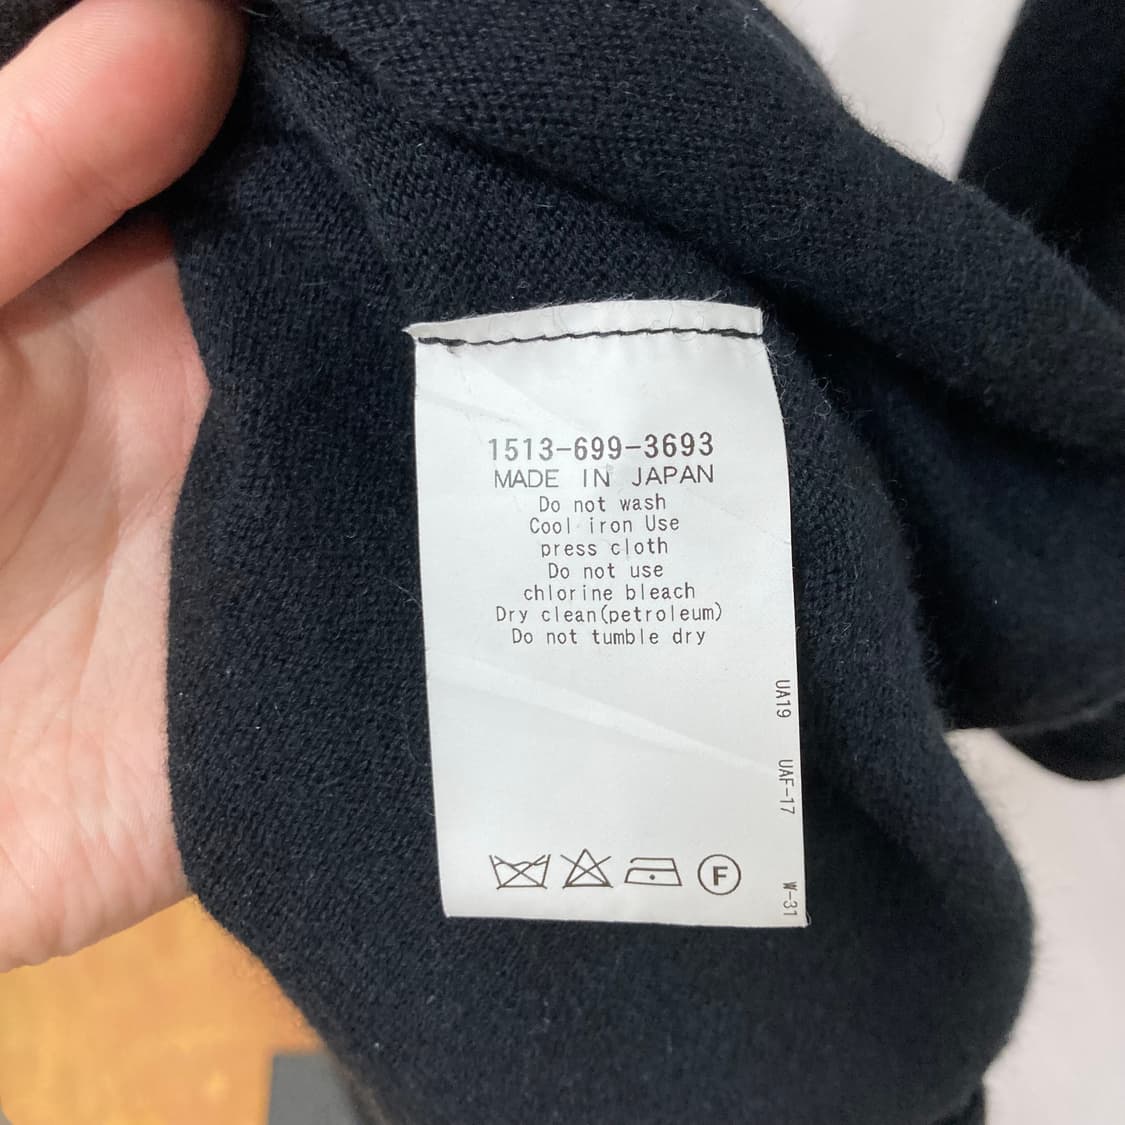 1513-699-3693
MADE IN JAPAN
Do not wash
Cool iron Use
press cloth
Do not use
chlorine bleach
Dry clean(petroleum)
Do not tumble dry
UA19 UAF-17 W-31
F